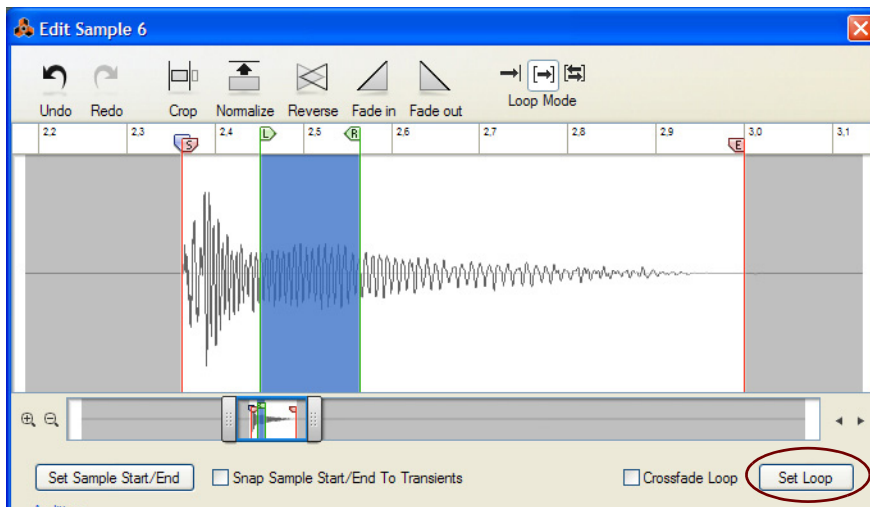 Edit Sample 6
Undo Redo Crop Normalize Reverse Fade in Fade out Loop Mode
2,2 2,3 2,4 2,5 2,6 2,7 2,8 2,9 3,0 3,1
S L R E
Set Sample Start/End Snap Sample Start/End To Transients Crossfade Loop Set Loop